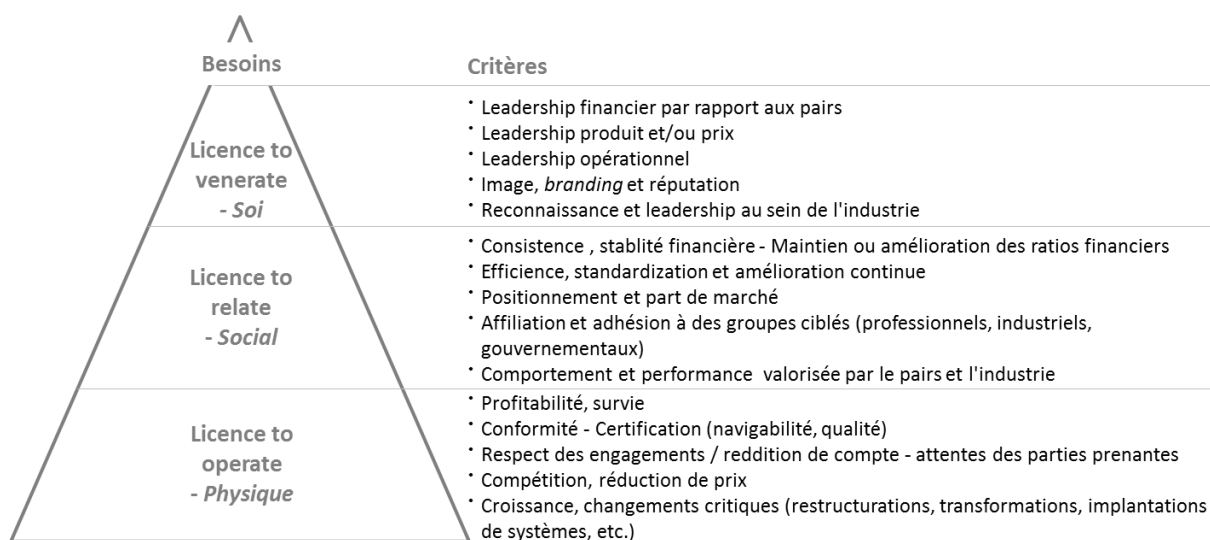 Besoins
Critères
Licence to
venerate
- Soi
• Leadership financier par rapport aux pairs
• Leadership produit et/ou prix
• Leadership opérationnel
• Image, branding et réputation
• Reconnaissance et leadership au sein de l'industrie
Licence to
relate
- Social
• Consistence , stablité financière - Maintien ou amélioration des ratios financiers
• Efficience, standardization et amélioration continue
• Positionnement et part de marché
• Affiliation et adhésion à des groupes ciblés (professionnels, industriels,
gouvernementaux)
• Comportement et performance valorisée par le pairs et l'industrie
Licence to
operate
- Physique
• Profitabilité, survie
• Conformité - Certification (navigabilité, qualité)
• Respect des engagements / reddition de compte - attentes des parties prenantes
• Compétition, réduction de prix
• Croissance, changements critiques (restructurations, transformations, implantations
de systèmes, etc.)